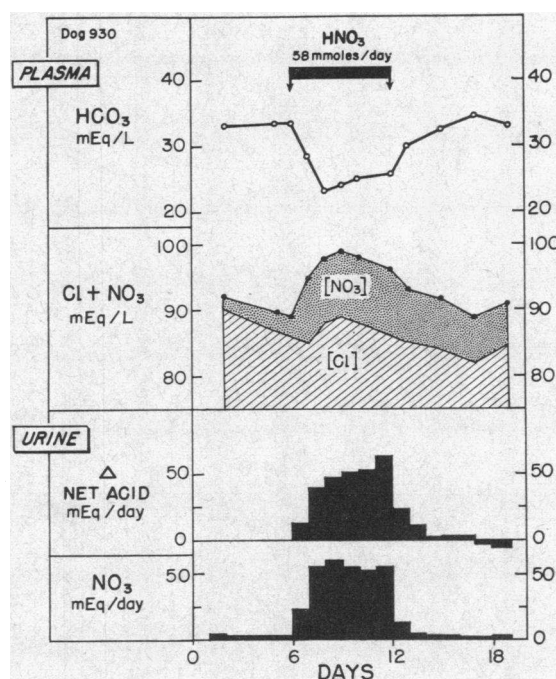 Dog 930
HNO₃
58 mmoles/day
PLASMA
40
40
HCO₃
mEq/L
30
30
20
20
100
100
Cl + NO₃
mEq/L
[NO₃]
90
90
[Cl]
80
80
URINE
Δ
NET ACID
mEq/day
50
50
0
0
NO₃
mEq/day
50
50
0
6
12
18
DAYS